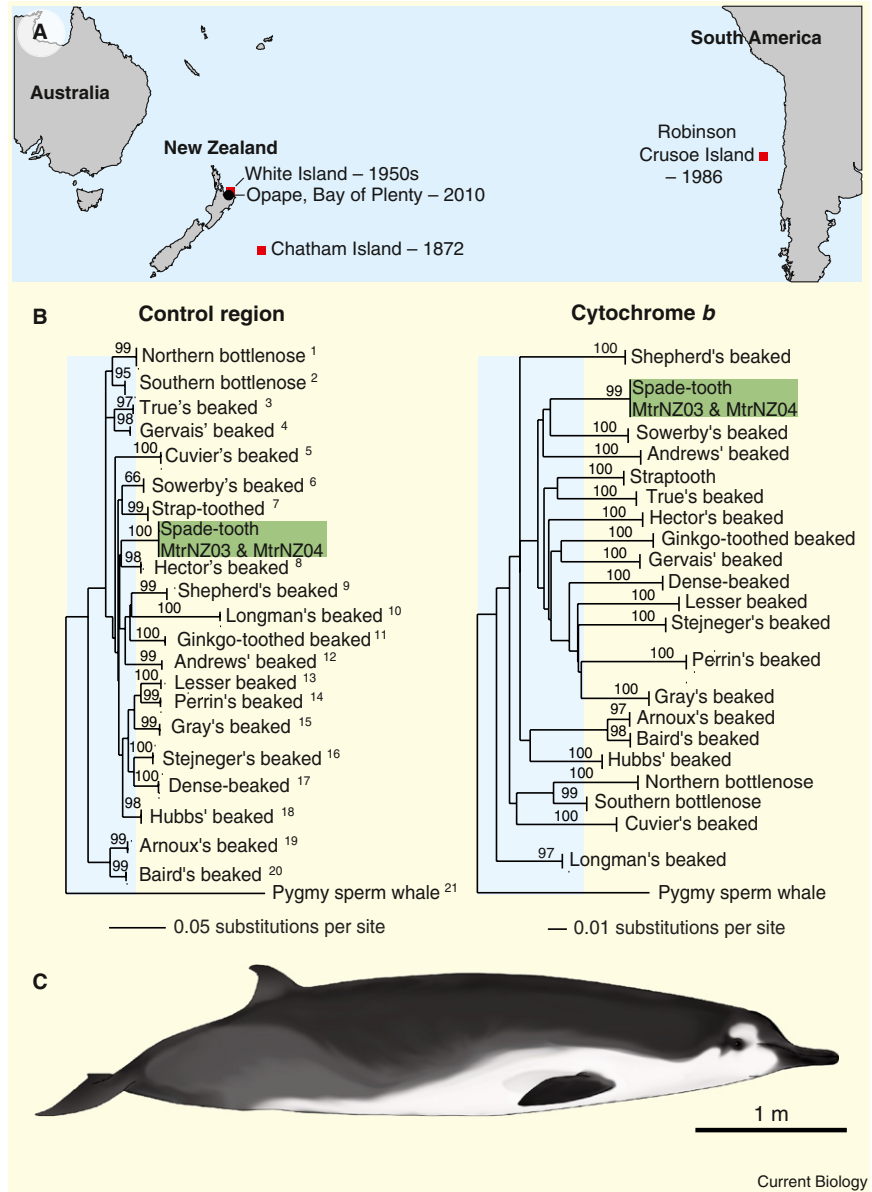 A
Australia
South America
New Zealand
White Island – 1950s
Opape, Bay of Plenty – 2010
Chatham Island – 1872
Robinson
Crusoe Island
– 1986
B
Control region
99 Northern bottlenose 1
95 Southern bottlenose 2
97 True's beaked 3
98 Gervais' beaked 4
100 Cuvier's beaked 5
66 Sowerby's beaked 6
99 Strap-toothed 7
100 Spade-tooth
MtrNZ03 & MtrNZ04
98 Hector's beaked 8
99 Shepherd's beaked 9
100 Longman's beaked 10
100 Ginkgo-toothed beaked 11
99 Andrews' beaked 12
100 Lesser beaked 13
99 Perrin's beaked 14
99 Gray's beaked 15
100 Stejneger's beaked 16
100 Dense-beaked 17
98 Hubbs' beaked 18
99 Arnoux's beaked 19
99 Baird's beaked 20
Pygmy sperm whale 21
0.05 substitutions per site
Cytochrome b
100 Shepherd's beaked
99 Spade-tooth
MtrNZ03 & MtrNZ04
100 Sowerby's beaked
100 Andrews' beaked
100 Straptooth
100 True's beaked
100 Hector's beaked
100 Ginkgo-toothed beaked
100 Gervais' beaked
100 Dense-beaked
100 Lesser beaked
100 Stejneger's beaked
100 Perrin's beaked
100 Gray's beaked
97 Arnoux's beaked
98 Baird's beaked
100 Hubbs' beaked
100 Northern bottlenose
99 Southern bottlenose
100 Cuvier's beaked
97 Longman's beaked
Pygmy sperm whale
0.01 substitutions per site
C
1 m
Current Biology